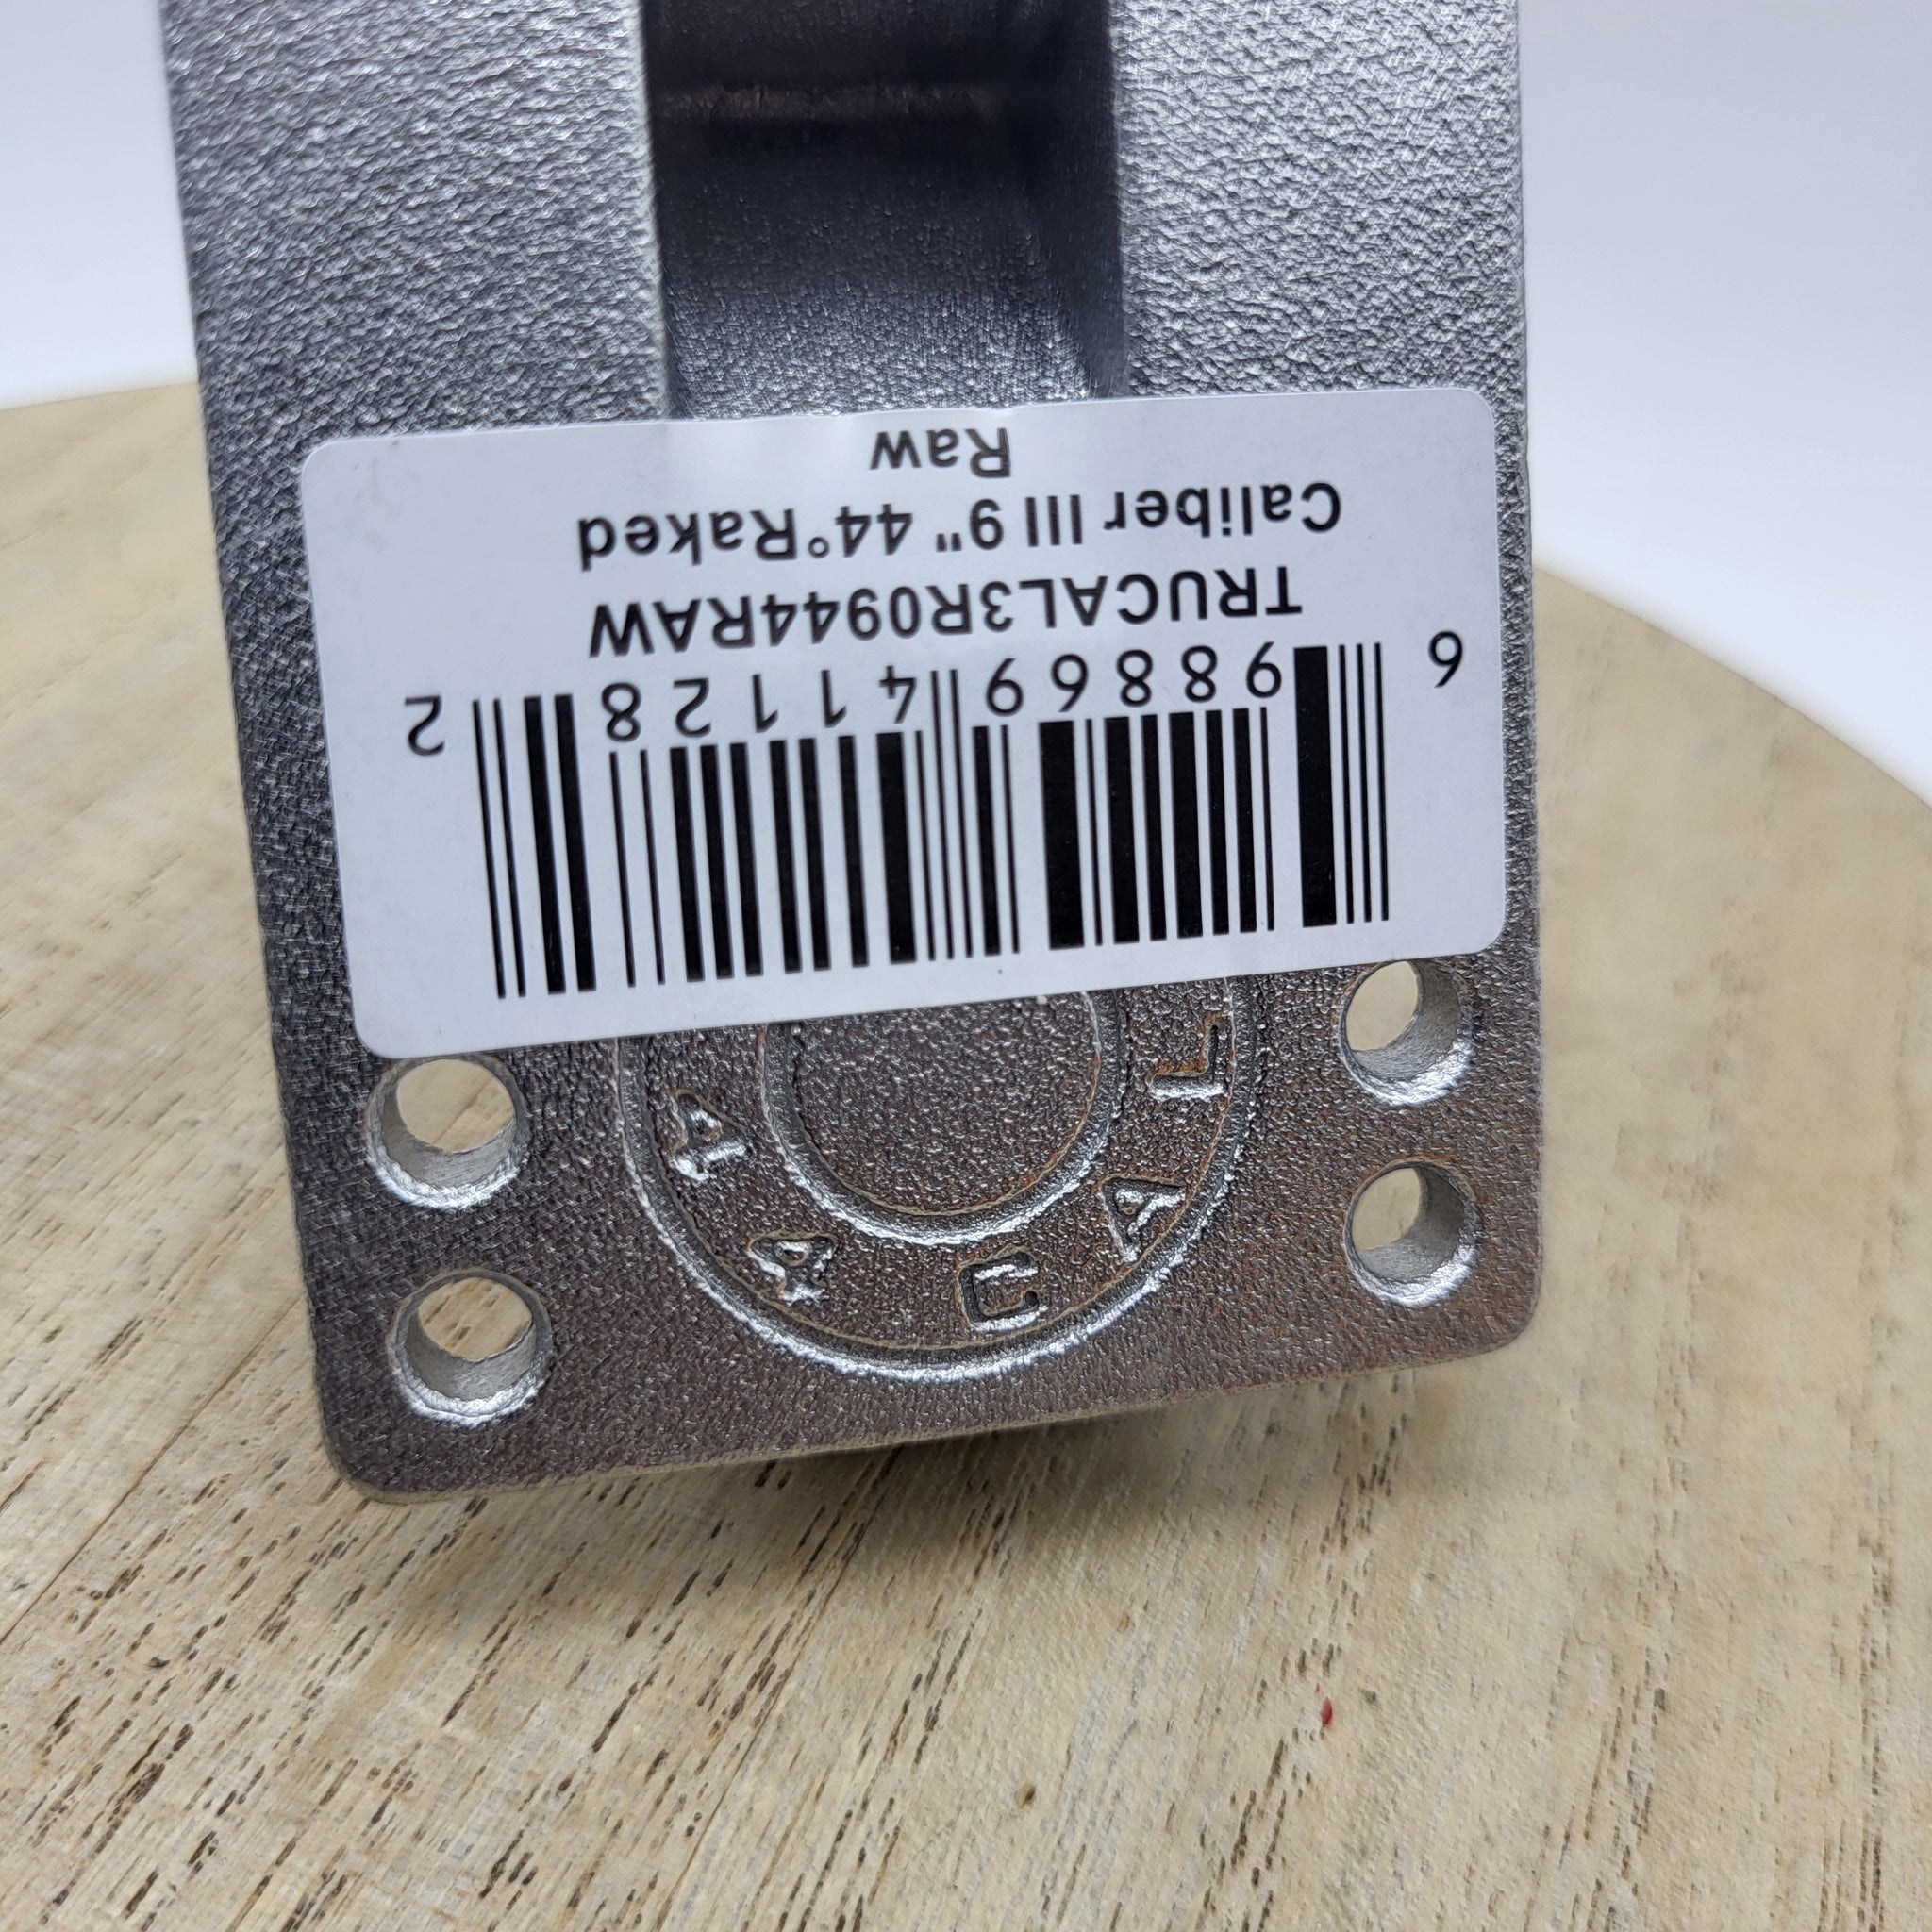 6 98869 41128 2
TRUCAL3R0944RAW
Caliber III 9" 44°Raked
Raw
44 CAL